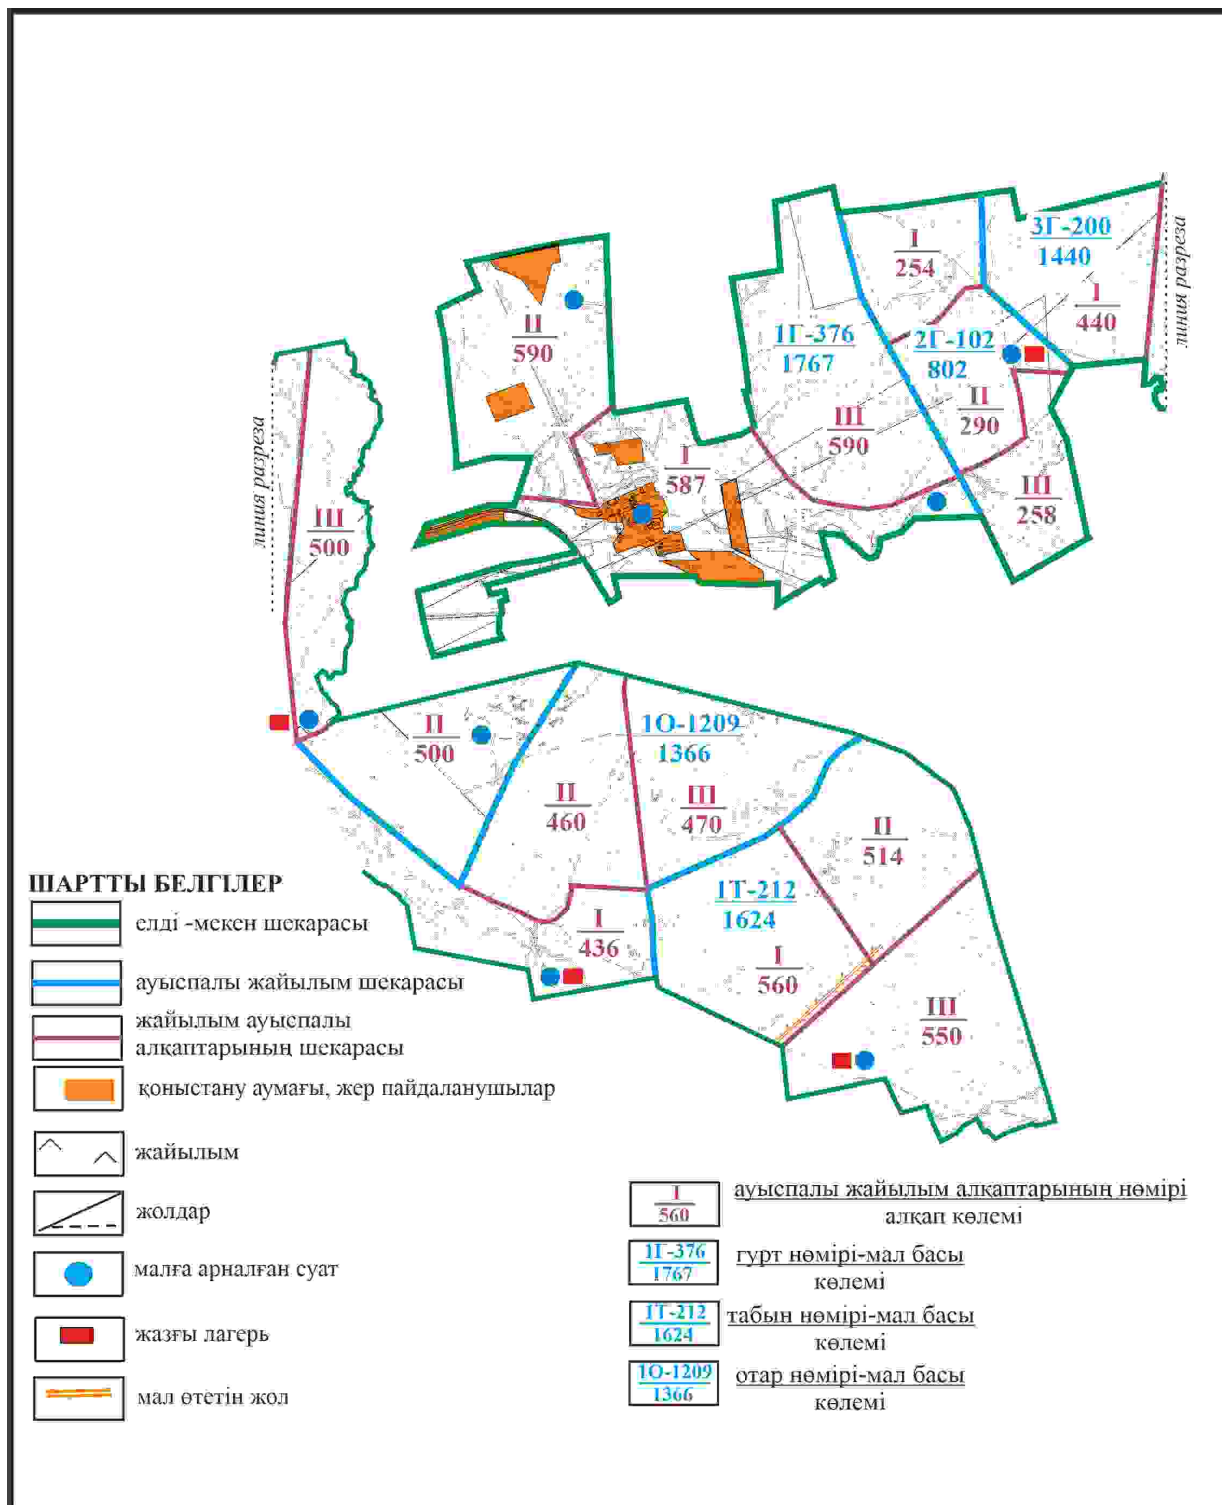 3Г-200
1440
I
254
I
440
линия разреза
II
590
1Г-376
1767
2Г-102
802
II
290
III
590
I
587
III
258
линия разреза
III
500
II
500
1О-1209
1366
II
460
III
470
II
514
1Т-212
1624
I
436
I
560
III
550
ШАРТТЫ БЕЛГІЛЕР
елді -мекен шекарасы
ауыспалы жайылым шекарасы
жайылым ауыспалы
алқаптарының шекарасы
қоныстану аумағы, жер пайдаланушылар
жайылым
жолдар
малға арналған суат
жазғы лагерь
мал өтетін жол
I
560
ауыспалы жайылым алқаптарының нөмірі
алқап көлемі
1Г-376
1767
гурт нөмірі-мал басы
көлемі
1Т-212
1624
табын нөмірі-мал басы
көлемі
1О-1209
1366
отар нөмірі-мал басы
көлемі